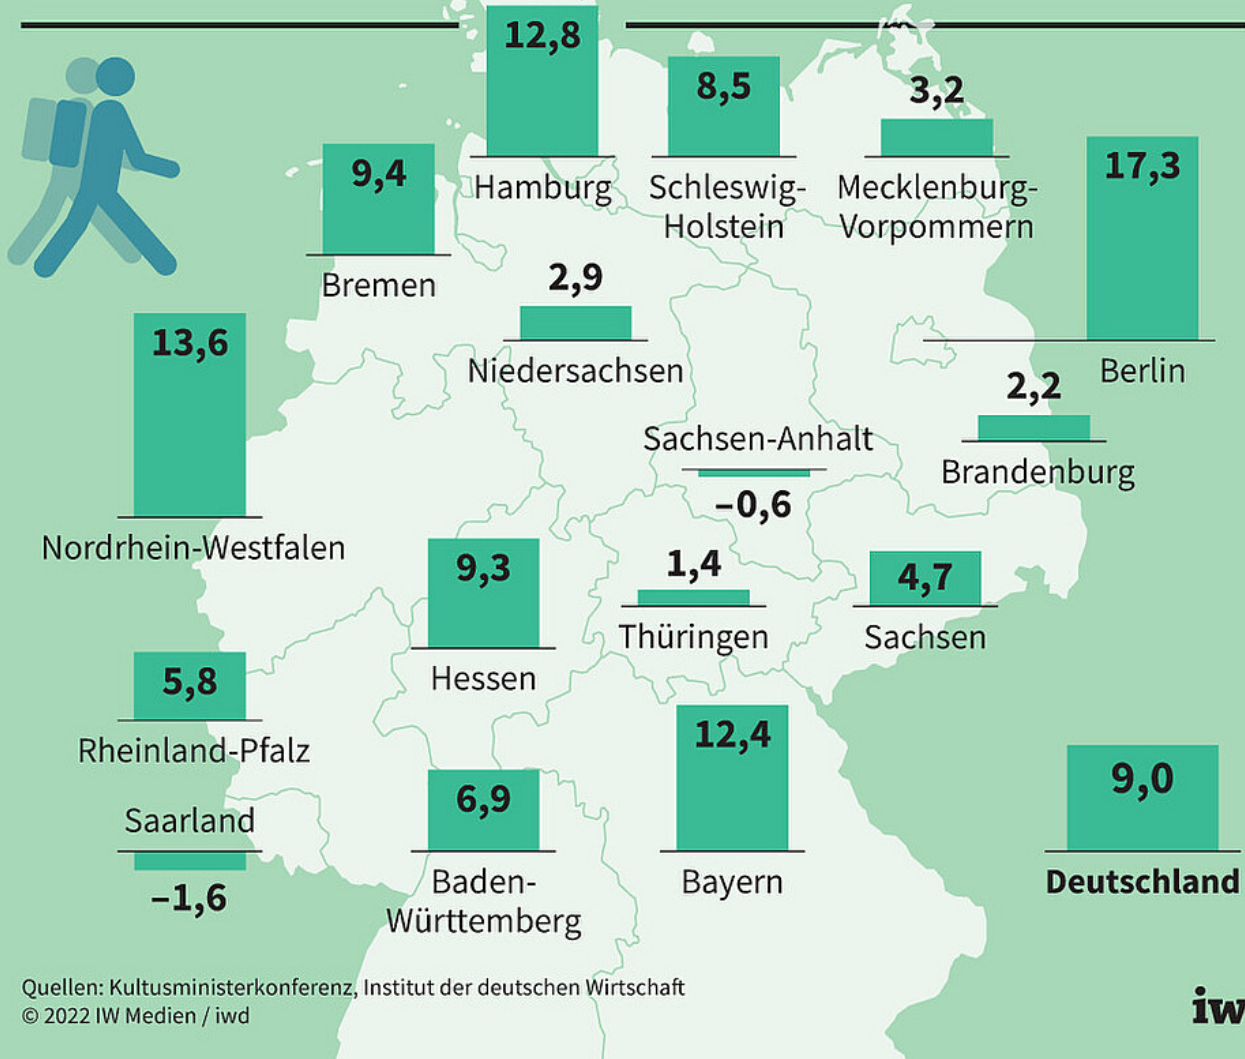 12,8
Hamburg
8,5
Schleswig-
Holstein
3,2
Mecklenburg-
Vorpommern
17,3
Berlin
9,4
Bremen
2,9
Niedersachsen
13,6
Nordrhein-Westfalen
2,2
Brandenburg
Sachsen-Anhalt
–0,6
9,3
Hessen
1,4
Thüringen
4,7
Sachsen
5,8
Rheinland-Pfalz
Saarland
–1,6
6,9
Baden-
Württemberg
12,4
Bayern
9,0
Deutschland
Quellen: Kultusministerkonferenz, Institut der deutschen Wirtschaft
© 2022 IW Medien / iwd
iw